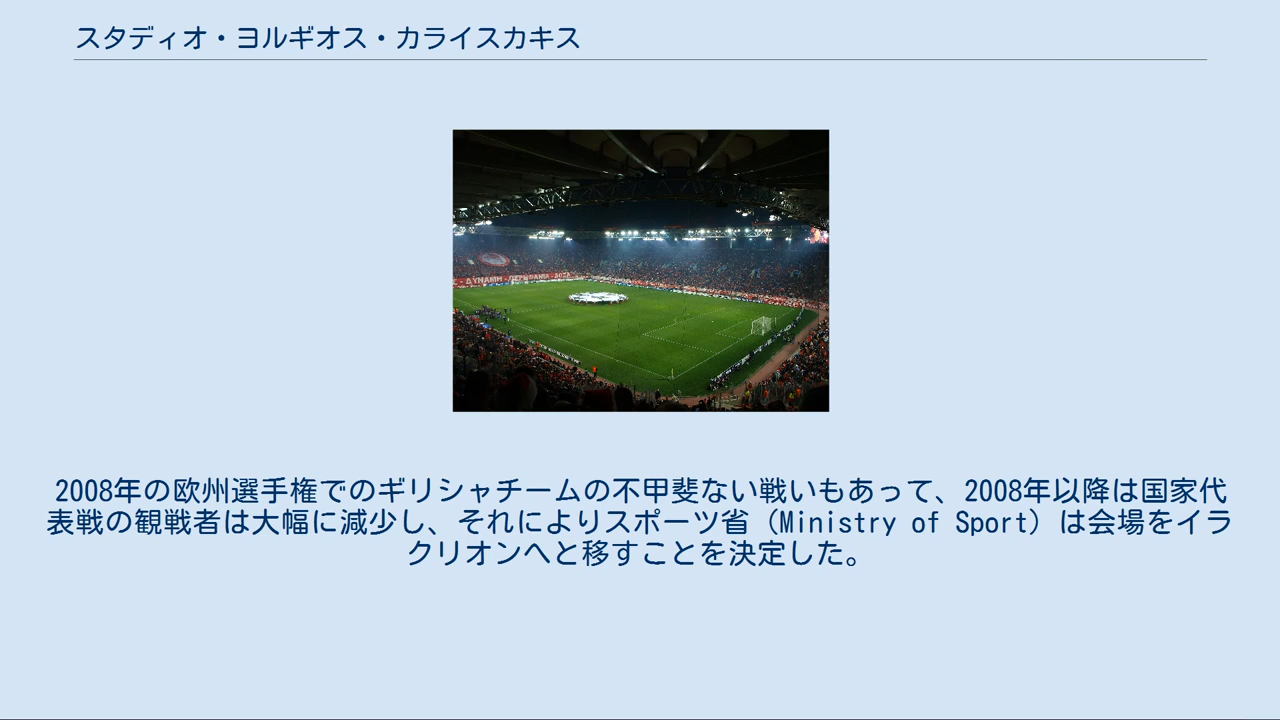 スタディオ・ヨルギオス・カライスカキス
2008年の欧州選手権でのギリシャチームの不甲斐ない戦いもあって、2008年以降は国家代
表戦の観戦者は大幅に減少し、それによりスポーツ省（Ministry of Sport）は会場をイラ
クリオンへと移すことを決定した。